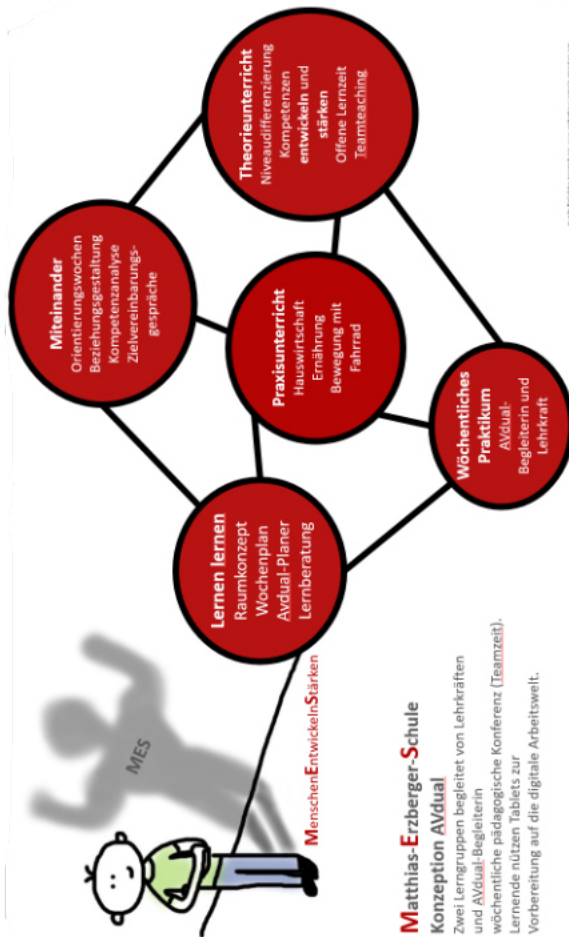 MES
MenschenEntwickelnStärken
Matthias-Erzberger-Schule
Konzeption AVdual
Zwei Lerngruppen begleitet von Lehrkräften
und AVdual-Begleiterin
wöchentliche pädagogische Konferenz (Teamzeit).
Lernende nützen Tablets zur
Vorbereitung auf die digitale Arbeitswelt.
Lernen lernen
Raumkonzept
Wochenplan
Avdual-Planer
Lernberatung
Miteinander
Orientierungswochen
Beziehungsgestaltung
Kompetenzanalyse
Zielvereinbarungs-
gespräche
Praxisunterricht
Hauswirtschaft
Ernährung
Bewegung mit
Fahrrad
Wöchentliches
Praktikum
AVdual-
Begleiterin und
Lehrkraft
Theorieunterricht
Niveaudifferenzierung
Kompetenzen
entwickeln und
stärken
Offene Lernzeit
Teamteaching